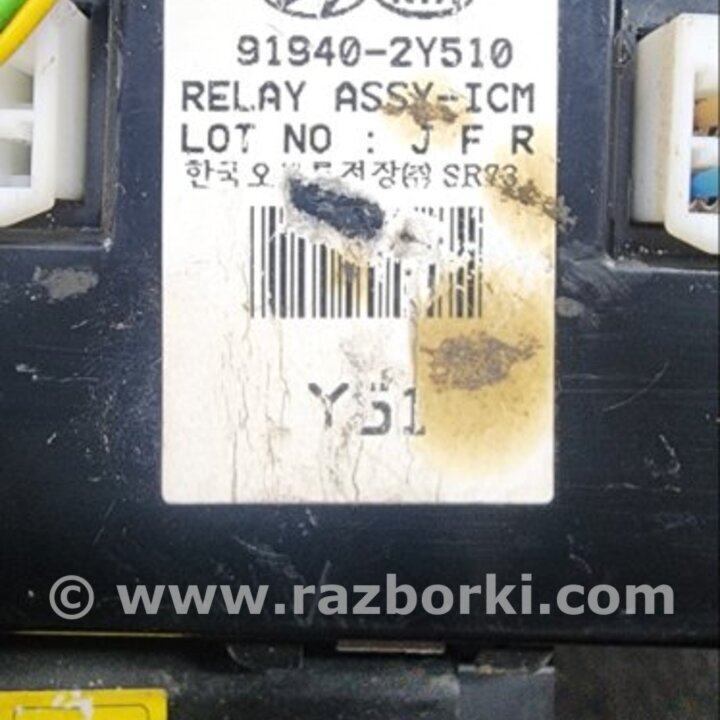 91940-2Y510
RELAY ASSY-ICM
LOT NO : J F R
Y51
© www.razborki.com